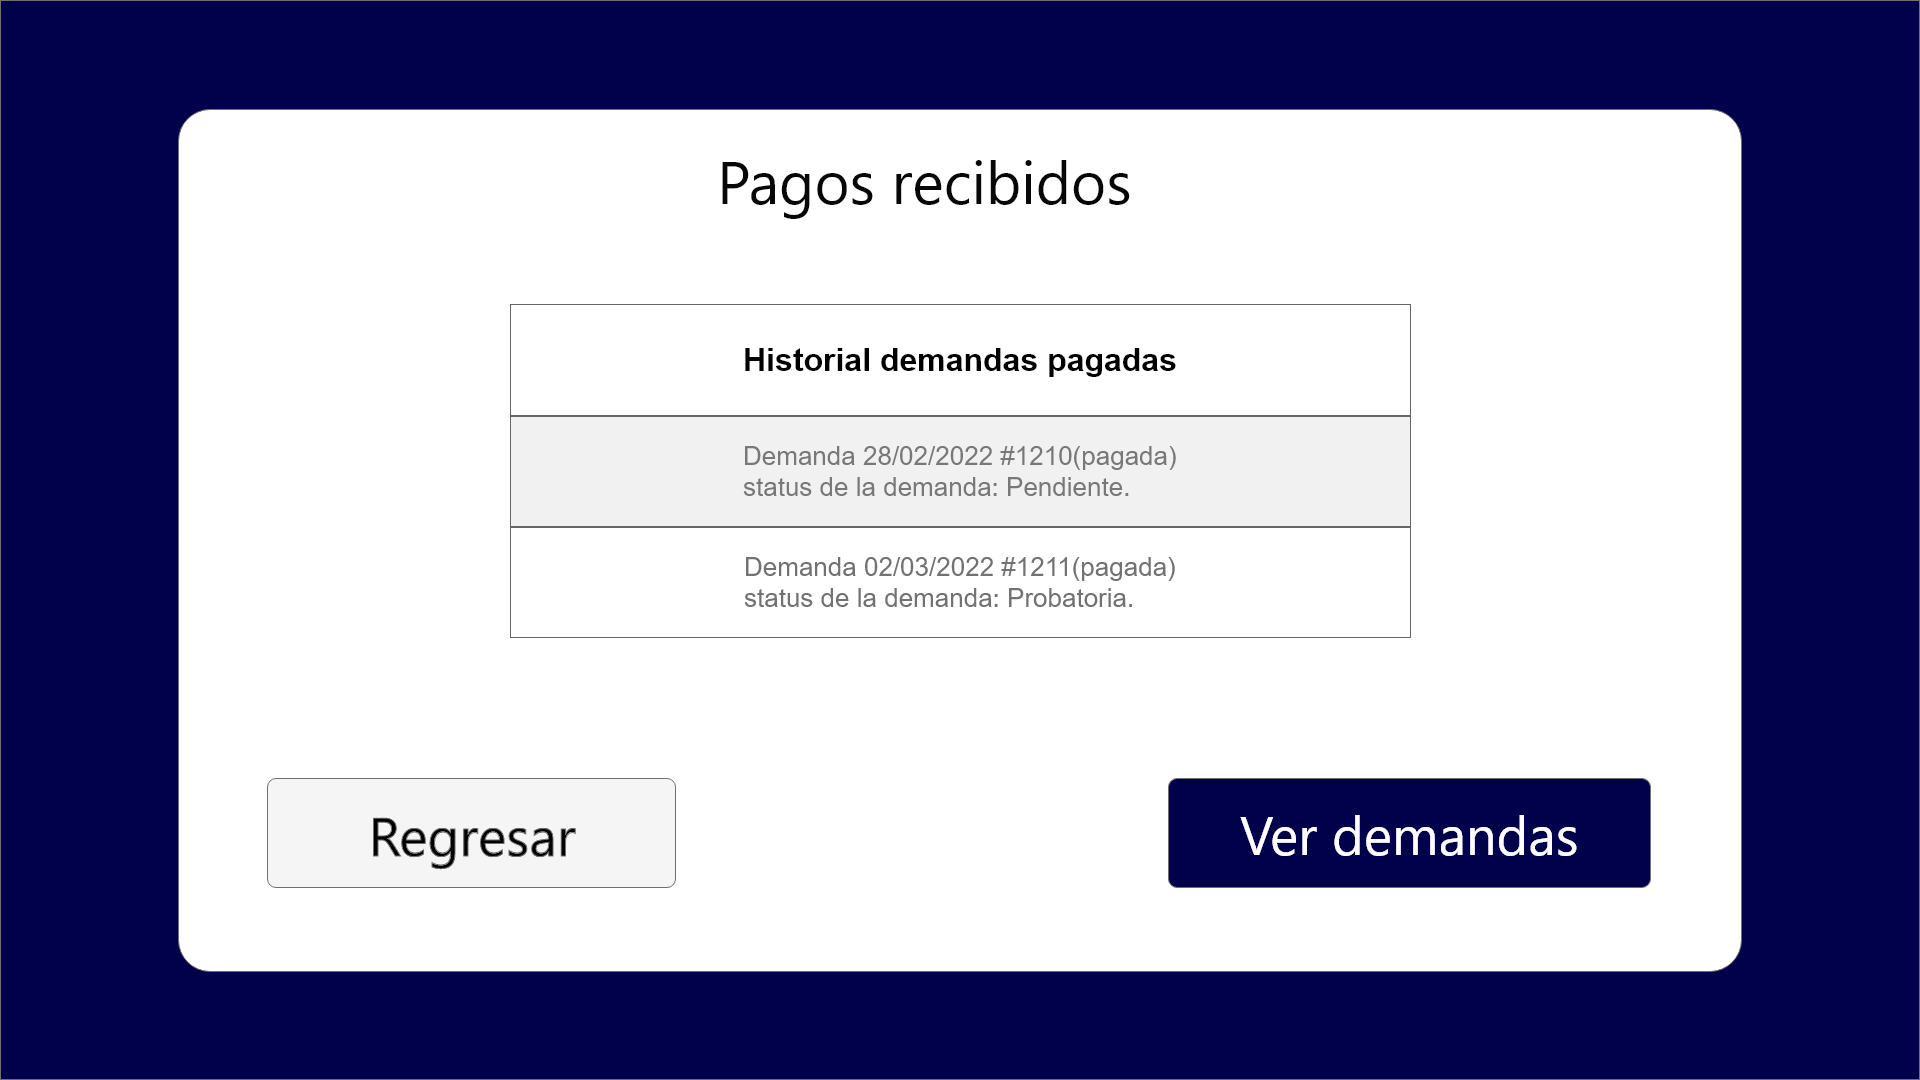 Pagos recibidos
Historial demandas pagadas
Demanda 28/02/2022 #1210(pagada)
status de la demanda: Pendiente.
Demanda 02/03/2022 #1211(pagada)
status de la demanda: Probatoria.
Regresar
Ver demandas